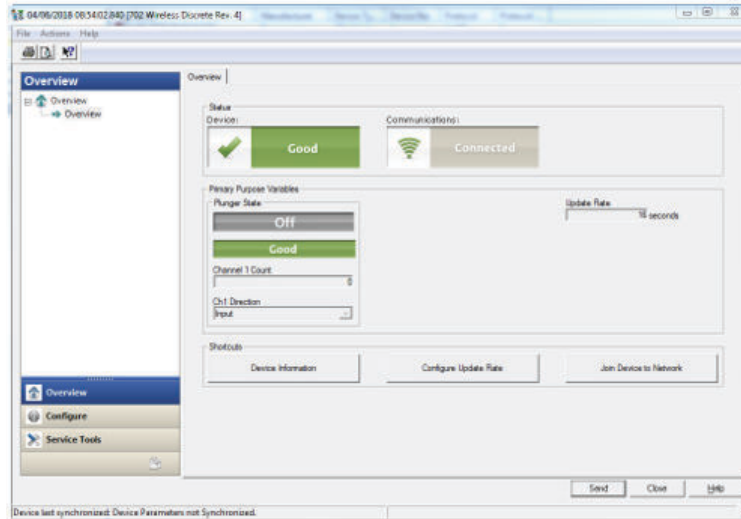 04/06/2018 08:54:02.840 [702 Wireless Discrete Rev. 4]
File Actions Help
Overview
Overview
Overview
Overview
Status
Device:
Communications:
Good
Connected
Primary Purpose Variables
Plunger State
Off
Good
Channel 1 Count
0
Ch1 Direction
Input
Update Rate
16 seconds
Shortcuts
Device Information
Configure Update Rate
Join Device to Network
Overview
Configure
Service Tools
Send
Close
Help
Device last synchronized: Device Parameters not Synchronized.